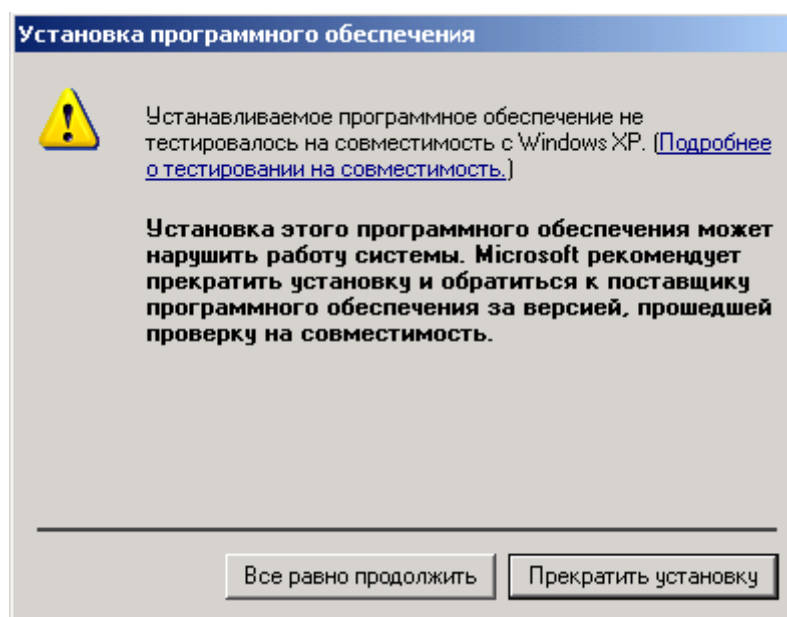 Установка программного обеспечения
Устанавливаемое программное обеспечение не
тестировалось на совместимость с Windows XP. (Подробнее
о тестировании на совместимость.)
Установка этого программного обеспечения может
нарушить работу системы. Microsoft рекомендует
прекратить установку и обратиться к поставщику
программного обеспечения за версией, прошедшей
проверку на совместимость.
Все равно продолжить
Прекратить установку